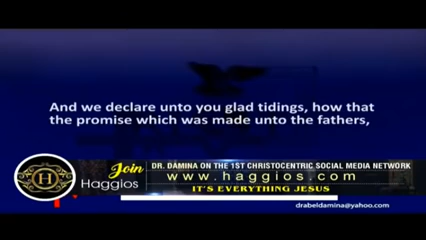 And we declare unto you glad tidings, how that
the promise which was made unto the fathers,
H
Join
Haggios
DR. DAMINA ON THE 1ST CHRISTOCENTRIC SOCIAL MEDIA NETWORK
www.haggios.com
IT'S EVERYTHING JESUS
drabeldamina@yahoo.com